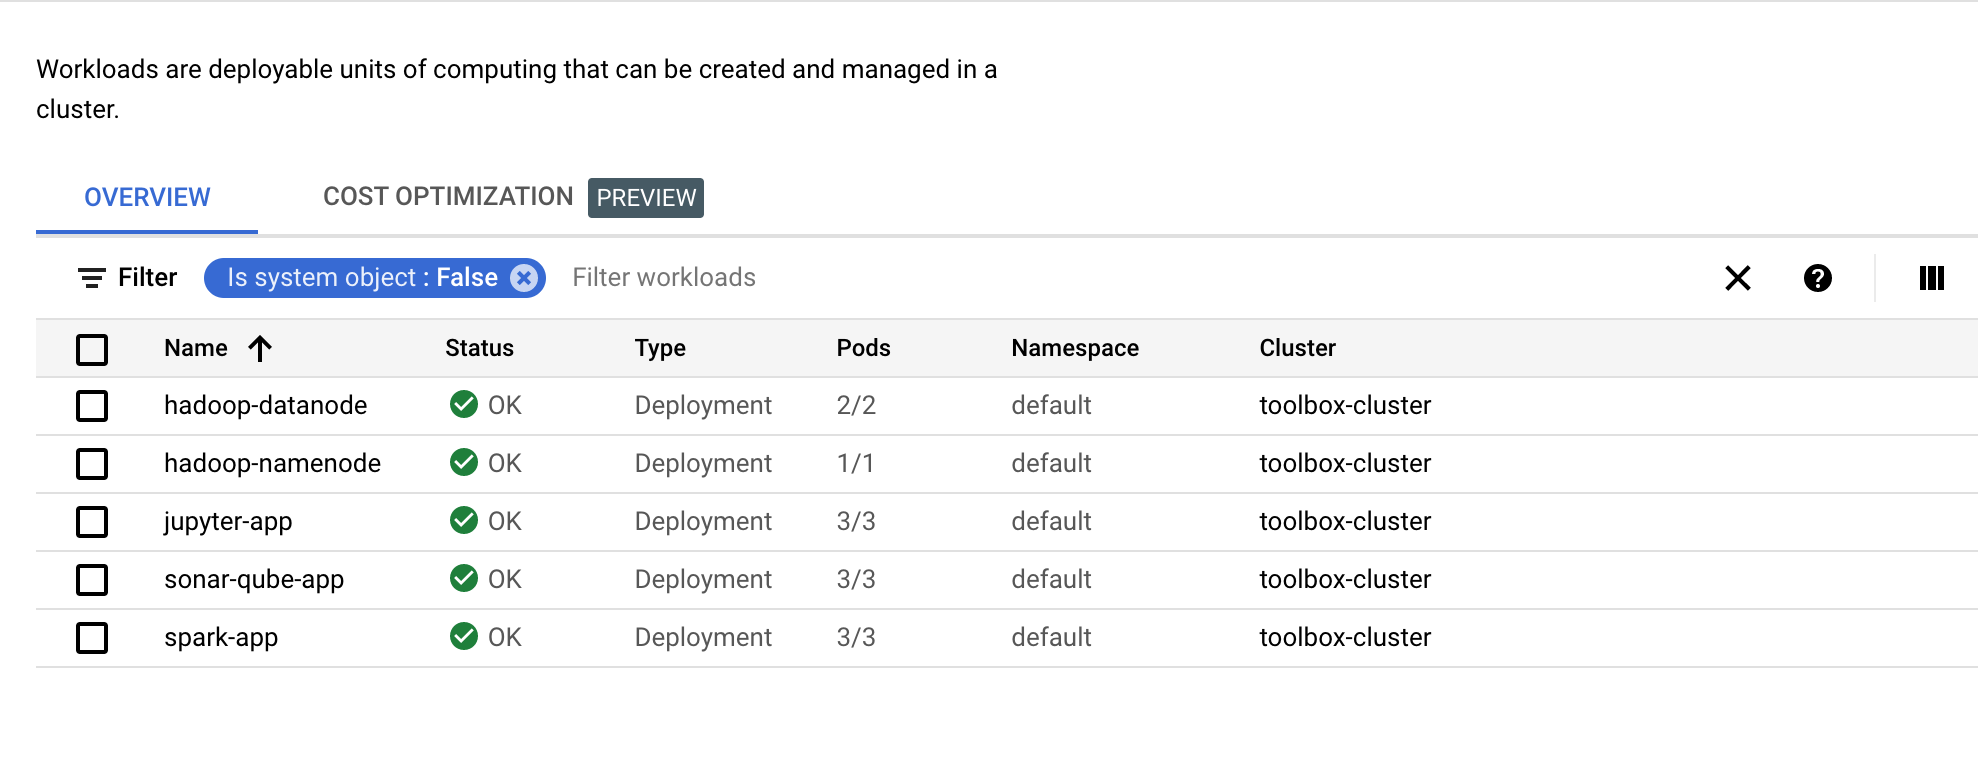 Workloads are deployable units of computing that can be created and managed in a
cluster.
OVERVIEW COST OPTIMIZATION PREVIEW
Filter Is system object : False Filter workloads
Name Status Type Pods Namespace Cluster
hadoop-datanode OK Deployment 2/2 default toolbox-cluster
hadoop-namenode OK Deployment 1/1 default toolbox-cluster
jupyter-app OK Deployment 3/3 default toolbox-cluster
sonar-qube-app OK Deployment 3/3 default toolbox-cluster
spark-app OK Deployment 3/3 default toolbox-cluster